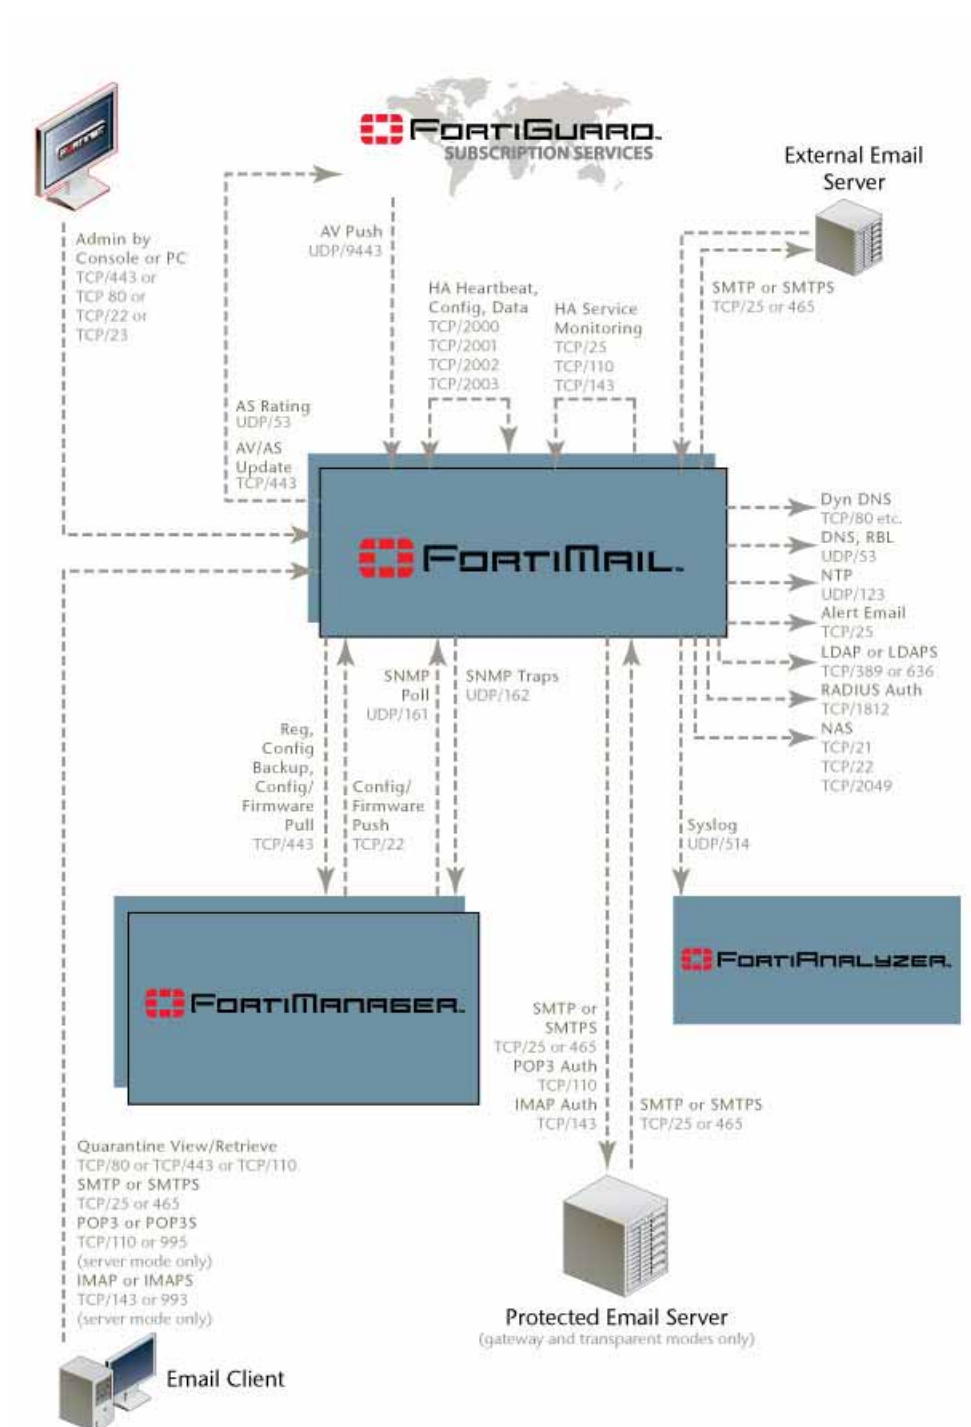 FORTINET
FORTIGUARD
SUBSCRIPTION SERVICES
External Email
Server
Admin by
Console or PC
TCP/443 or
TCP 80 or
TCP/22 or
TCP/23
AV Push
UDP/9443
HA Heartbeat,
Config, Data
TCP/2000
TCP/2001
TCP/2002
TCP/2003
HA Service
Monitoring
TCP/25
TCP/110
TCP/143
SMTP or SMTPS
TCP/25 or 465
AS Rating
UDP/53
AV/AS
Update
TCP/443
FORTIMAIL
Dyn DNS
TCP/80 etc.
DNS, RBL
UDP/53
NTP
UDP/123
Alert Email
TCP/25
LDAP or LDAPS
TCP/389 or 636
RADIUS Auth
TCP/1812
NAS
TCP/21
TCP/22
TCP/2049
SNMP
Poll
UDP/161
SNMP Traps
UDP/162
Reg,
Config
Backup,
Config/
Firmware
Pull
TCP/443
Config/
Firmware
Push
TCP/22
Syslog
UDP/514
FORTIMANAGER
FORTIANALYZER
SMTP or
SMTPS
TCP/25 or 465
POP3 Auth
TCP/110
IMAP Auth
TCP/143
SMTP or SMTPS
TCP/25 or 465
Quarantine View/Retrieve
TCP/80 or TCP/443 or TCP/110
SMTP or SMTPS
TCP/25 or 465
POP3 or POP3S
TCP/110 or 995
(server mode only)
IMAP or IMAPS
TCP/143 or 993
(server mode only)
Protected Email Server
(gateway and transparent modes only)
Email Client